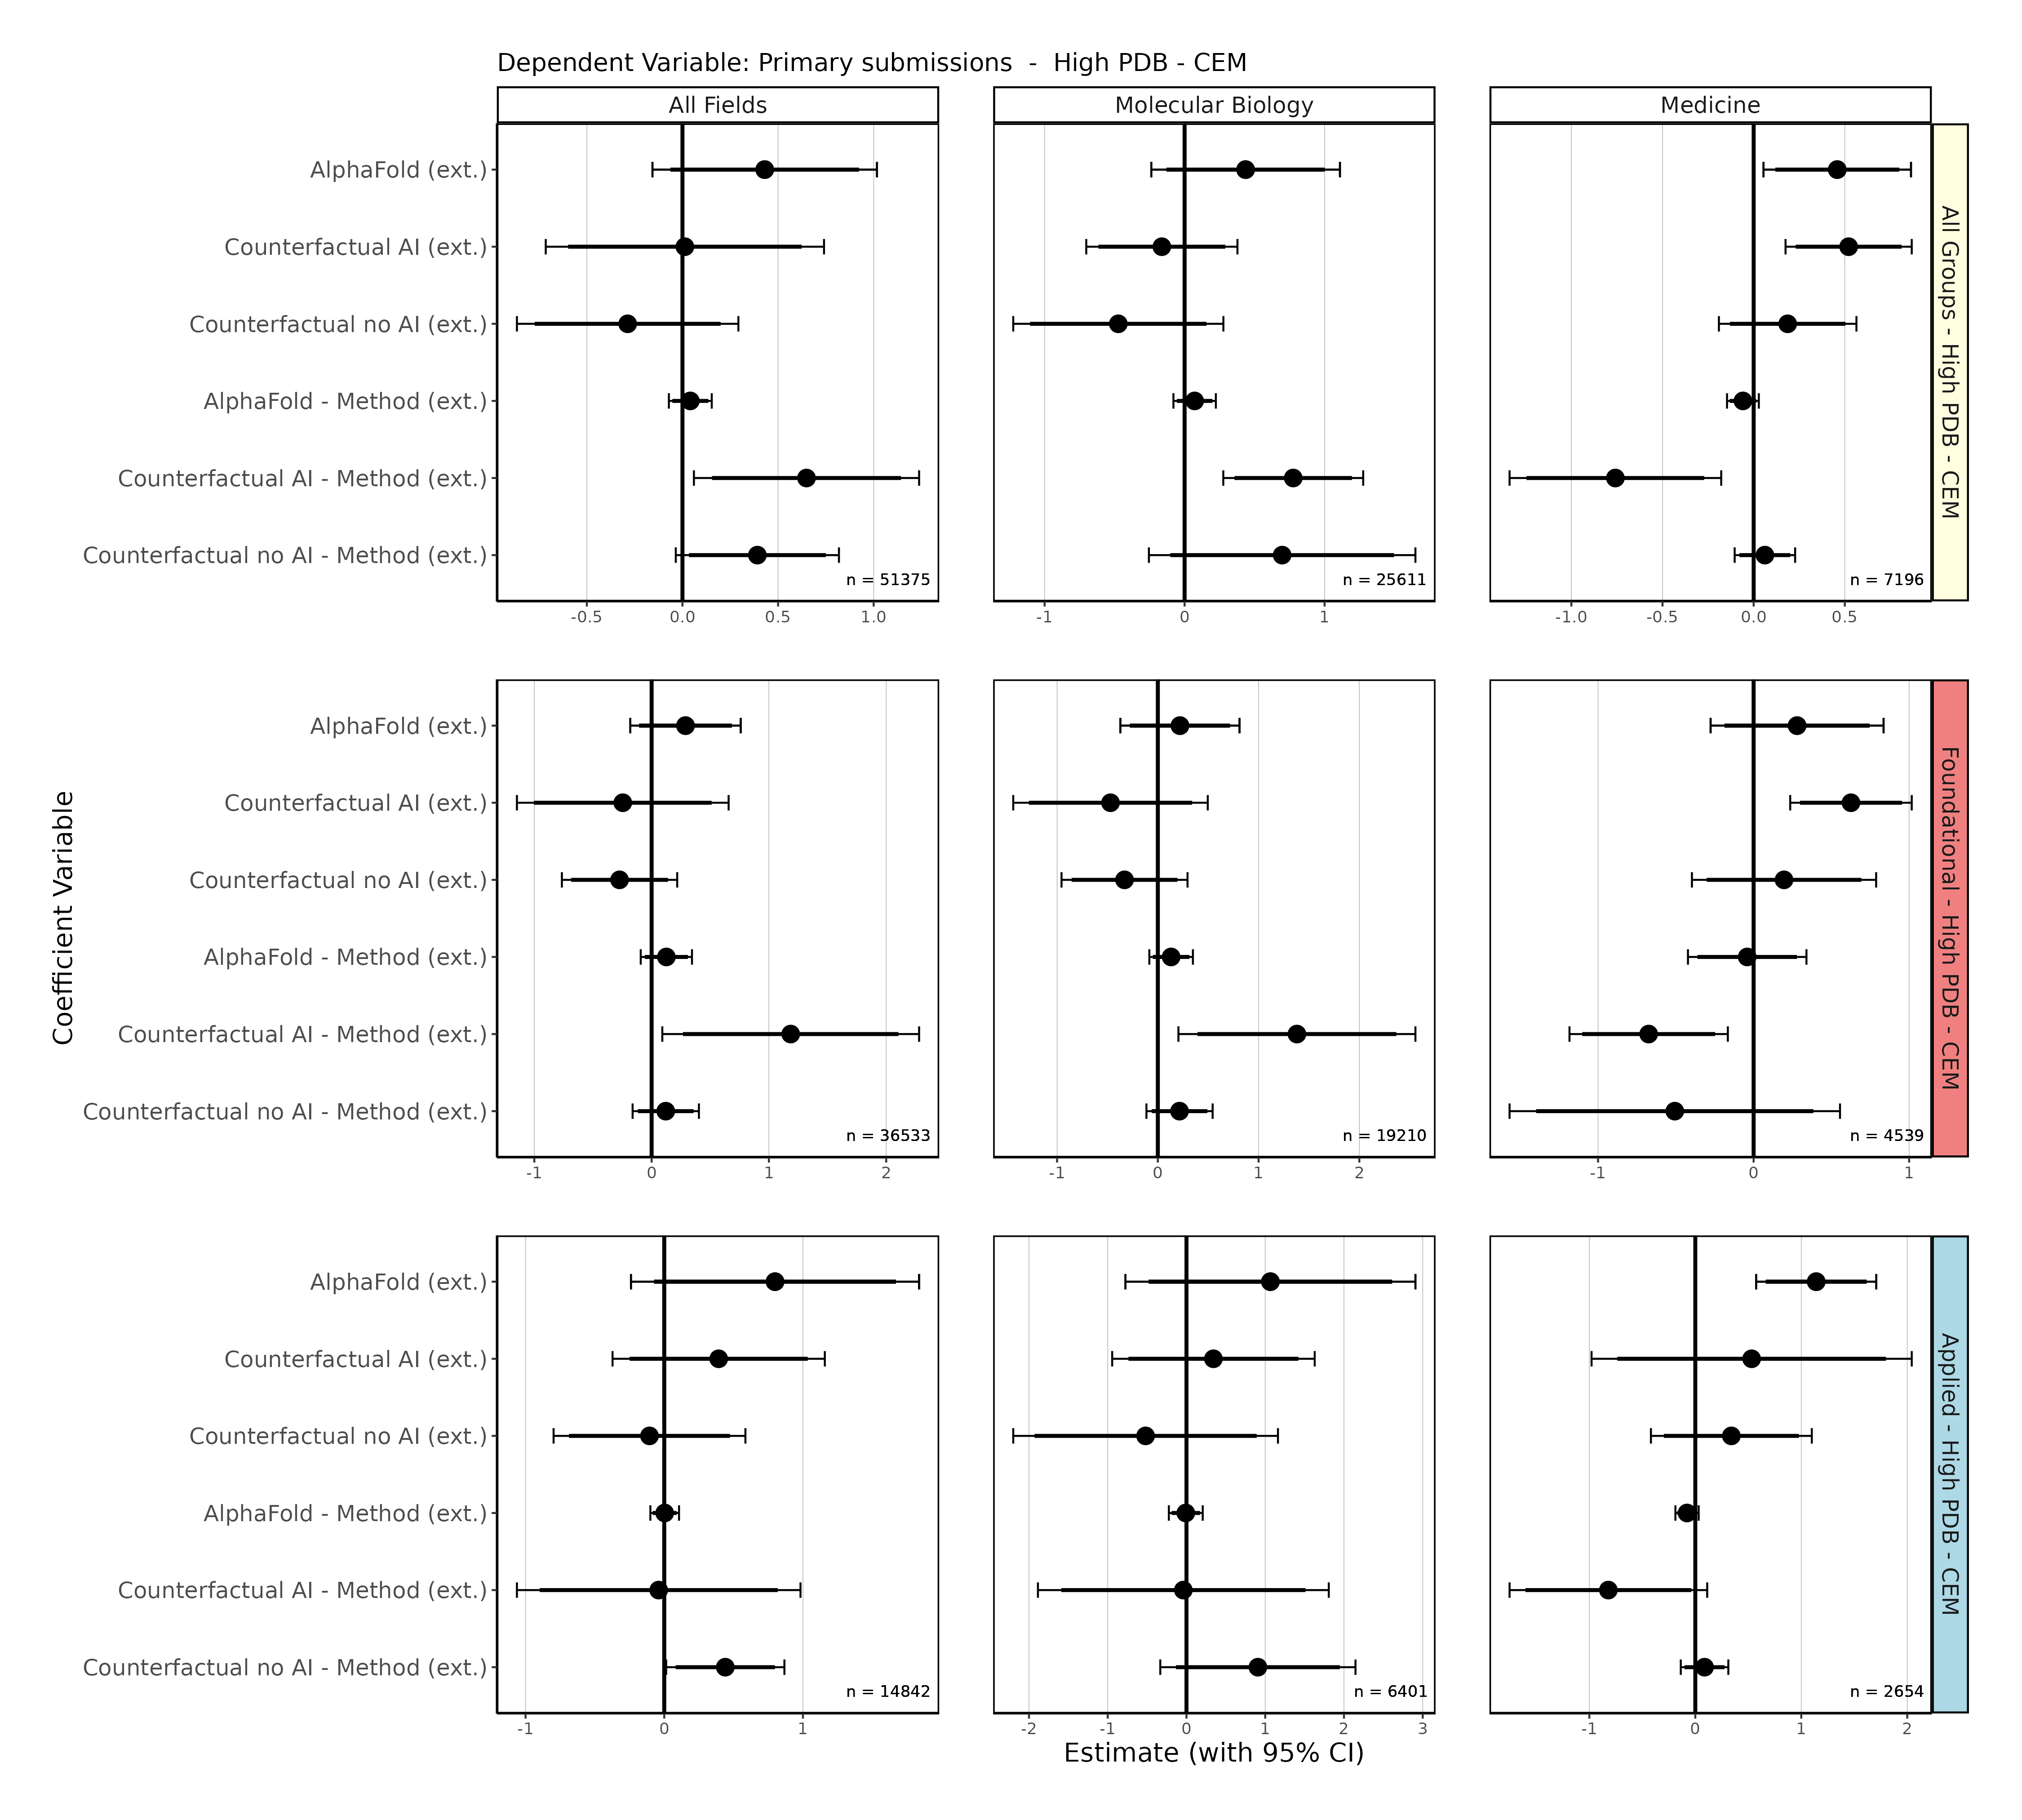 Dependent Variable: Primary submissions - High PDB - CEM
All Fields
Molecular Biology
Medicine
AlphaFold (ext.)
Counterfactual AI (ext.)
Counterfactual no AI (ext.)
AlphaFold - Method (ext.)
Counterfactual AI - Method (ext.)
Counterfactual no AI - Method (ext.)
n = 51375
n = 25611
n = 7196
All Groups - High PDB - CEM
-0.5 0.0 0.5 1.0
-1 0 1
-1.0 -0.5 0.0 0.5
Coefficient Variable
AlphaFold (ext.)
Counterfactual AI (ext.)
Counterfactual no AI (ext.)
AlphaFold - Method (ext.)
Counterfactual AI - Method (ext.)
Counterfactual no AI - Method (ext.)
n = 36533
n = 19210
n = 4539
Foundational - High PDB - CEM
-1 0 1 2
-1 0 1 2
-1 0 1
AlphaFold (ext.)
Counterfactual AI (ext.)
Counterfactual no AI (ext.)
AlphaFold - Method (ext.)
Counterfactual AI - Method (ext.)
Counterfactual no AI - Method (ext.)
n = 14842
n = 6401
n = 2654
Applied - High PDB - CEM
-1 0 1
-2 -1 0 1 2 3
-1 0 1 2
Estimate (with 95% CI)